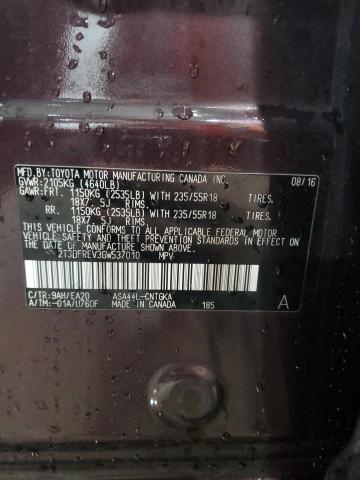 MFD.BY:TOYOTA MOTOR MANUFACTURING CANADA INC. 08/16
GVWR:2105KG (4640LB)
GAWR:FRT 1150KG (2535LB) WITH 235/55R18 TIRES,
18X7.5J RIMS
RR. 1150KG (2535LB) WITH 235/55R18 TIRES,
18X7.5J RIMS
THIS VEHICLE CONFORMS TO ALL APPLICABLE FEDERAL MOTOR
VEHICLE SAFETY AND BUMPER STANDARDS IN EFFECT ON
THE DATE OF MANUFACTURE SHOWN ABOVE.
2T3DFREV3GW537010 MPV
C/TR:9AH/EA20 ASA44L-CNTGKA
A/TM:-01A/U760F MADE IN CANADA 185 A